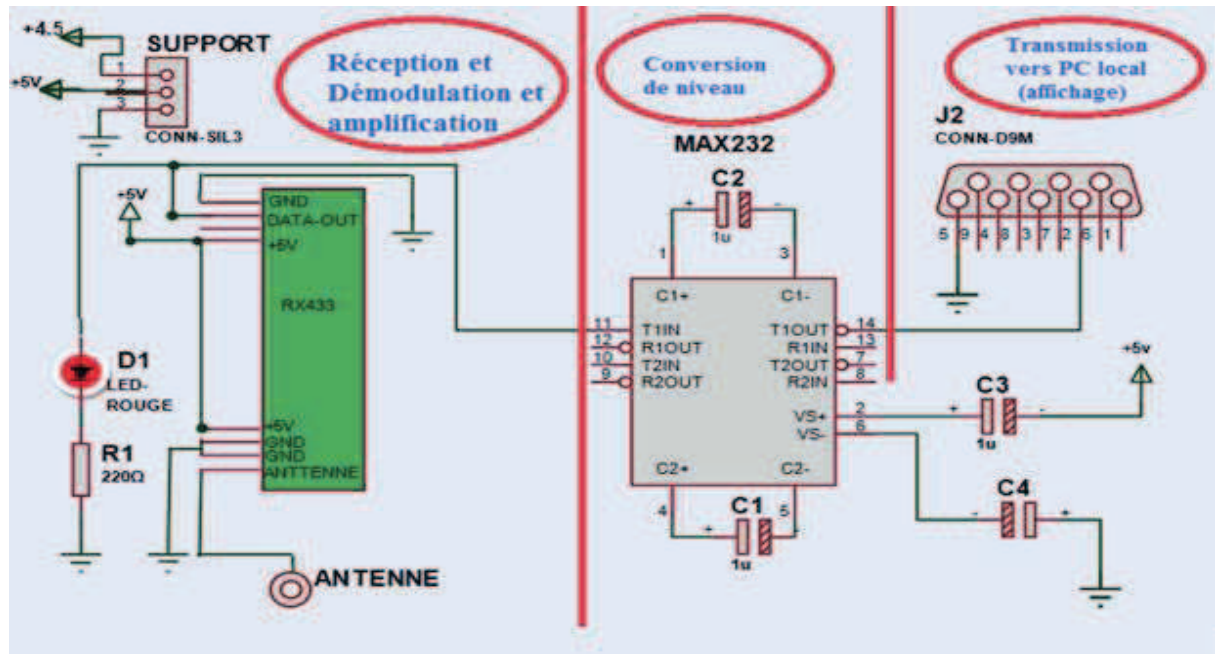 +4.5
SUPPORT
1
+5V
2
3
CONN-SIL3
Réception et
Démodulation et
amplification
Conversion
de niveau
Transmission
vers PC local
(affichage)
J2
CONN-D9M
5 9 4 8 3 7 2 6 1
MAX232
C2
+ -
1u
1 3
C1+ C1-
11 T1IN T1OUT 14
12 R1OUT R1IN 13
10 T2IN T2OUT 7
9 R2OUT R2IN 8
VS+ 2
VS- 6
C2+ C2-
4 5
C1
+ -
1u
+5v
C3
+ -
1u
C4
- +
+5V
GND
DATA-OUT
+5V
RX433
+5V
GND
GND
ANTTENNE
D1
LED-
ROUGE
R1
220Ω
ANTENNE